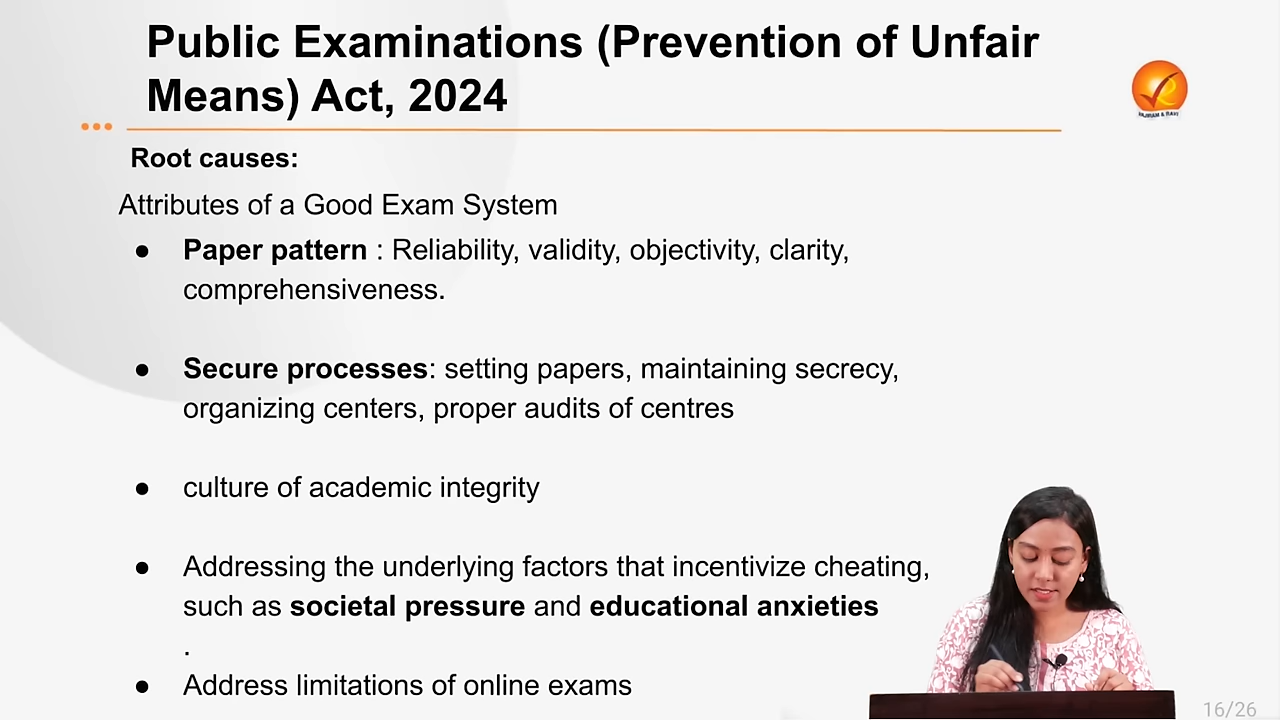 Public Examinations (Prevention of Unfair
Means) Act, 2024
Root causes:
Attributes of a Good Exam System
● Paper pattern : Reliability, validity, objectivity, clarity,
comprehensiveness.
● Secure processes: setting papers, maintaining secrecy,
organizing centers, proper audits of centres
● culture of academic integrity
● Addressing the underlying factors that incentivize cheating,
such as societal pressure and educational anxieties
.
● Address limitations of online exams
VAJIRAM & RAVI
16/26